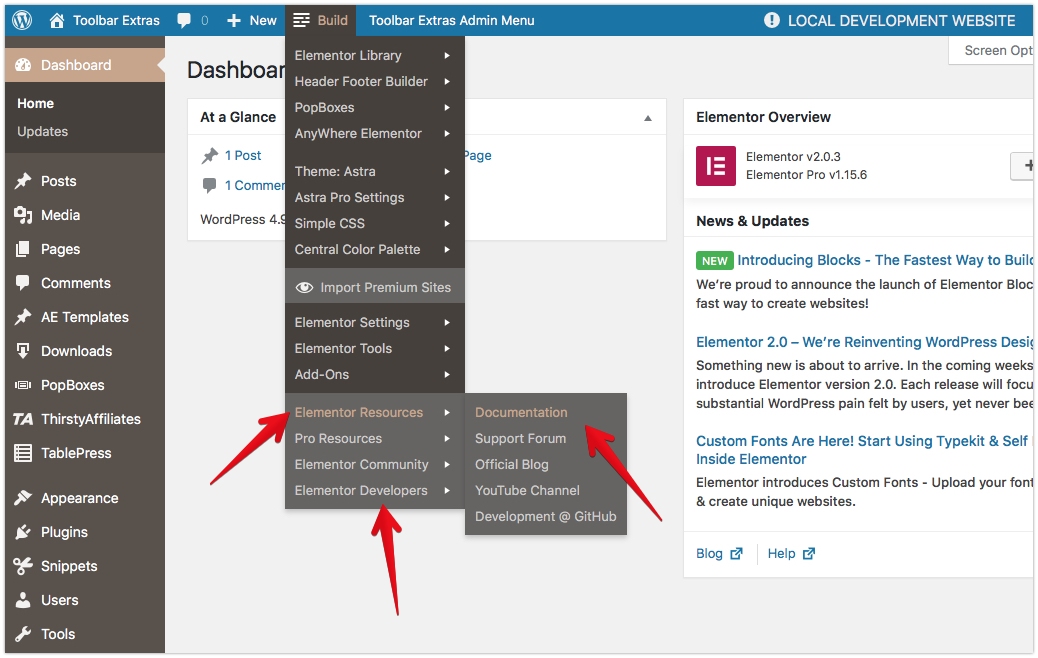 Toolbar Extras 0 New Build Toolbar Extras Admin Menu LOCAL DEVELOPMENT WEBSITE
Dashboard
Home
Updates
Posts
Media
Pages
Comments
AE Templates
Downloads
PopBoxes
TA ThirstyAffiliates
TablePress
Appearance
Plugins
Snippets
Users
Tools
Screen Opt
Dashboar
At a Glance
1 Post
Page
1 Commen
WordPress 4.9
Elementor Library
Header Footer Builder
PopBoxes
AnyWhere Elementor
Theme: Astra
Astra Pro Settings
Simple CSS
Central Color Palette
Import Premium Sites
Elementor Settings
Elementor Tools
Add-Ons
Elementor Resources
Pro Resources
Elementor Community
Elementor Developers
Documentation
Support Forum
Official Blog
YouTube Channel
Development @ GitHub
Elementor Overview
Elementor v2.0.3
Elementor Pro v1.15.6
News & Updates
NEW Introducing Blocks - The Fastest Way to Build
We're proud to announce the launch of Elementor Bloc
fast way to create websites!
Elementor 2.0 – We're Reinventing WordPress Desig
Something new is about to arrive. In the coming weeks
introduce Elementor version 2.0. Each release will focu
substantial WordPress pain felt by users, yet never bee
Custom Fonts Are Here! Start Using Typekit & Self
Inside Elementor
Elementor introduces Custom Fonts - Upload your font
& create unique websites.
Blog Help